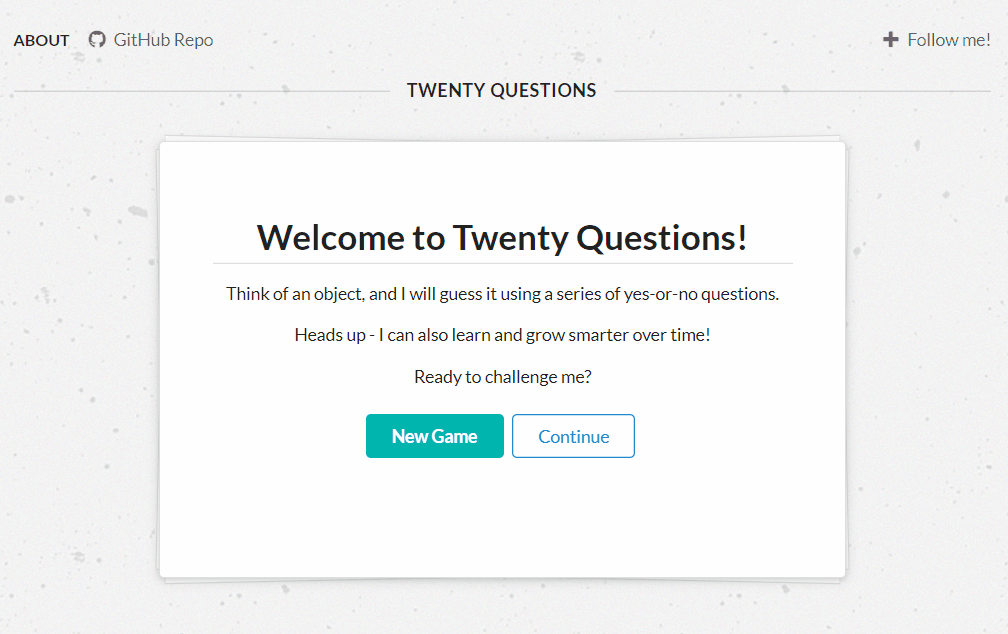 ABOUT GitHub Repo Follow me!
TWENTY QUESTIONS
Welcome to Twenty Questions!
Think of an object, and I will guess it using a series of yes-or-no questions.
Heads up - I can also learn and grow smarter over time!
Ready to challenge me?
New Game Continue